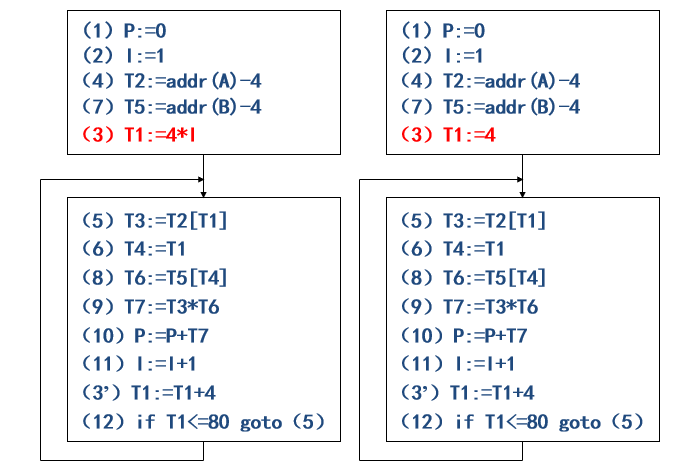 (1) P:=0
(2) I:=1
(4) T2:=addr(A)-4
(7) T5:=addr(B)-4
(3) T1:=4*I
(5) T3:=T2[T1]
(6) T4:=T1
(8) T6:=T5[T4]
(9) T7:=T3*T6
(10) P:=P+T7
(11) I:=I+1
(3’) T1:=T1+4
(12) if T1<=80 goto (5)
(1) P:=0
(2) I:=1
(4) T2:=addr(A)-4
(7) T5:=addr(B)-4
(3) T1:=4
(5) T3:=T2[T1]
(6) T4:=T1
(8) T6:=T5[T4]
(9) T7:=T3*T6
(10) P:=P+T7
(11) I:=I+1
(3’) T1:=T1+4
(12) if T1<=80 goto (5)